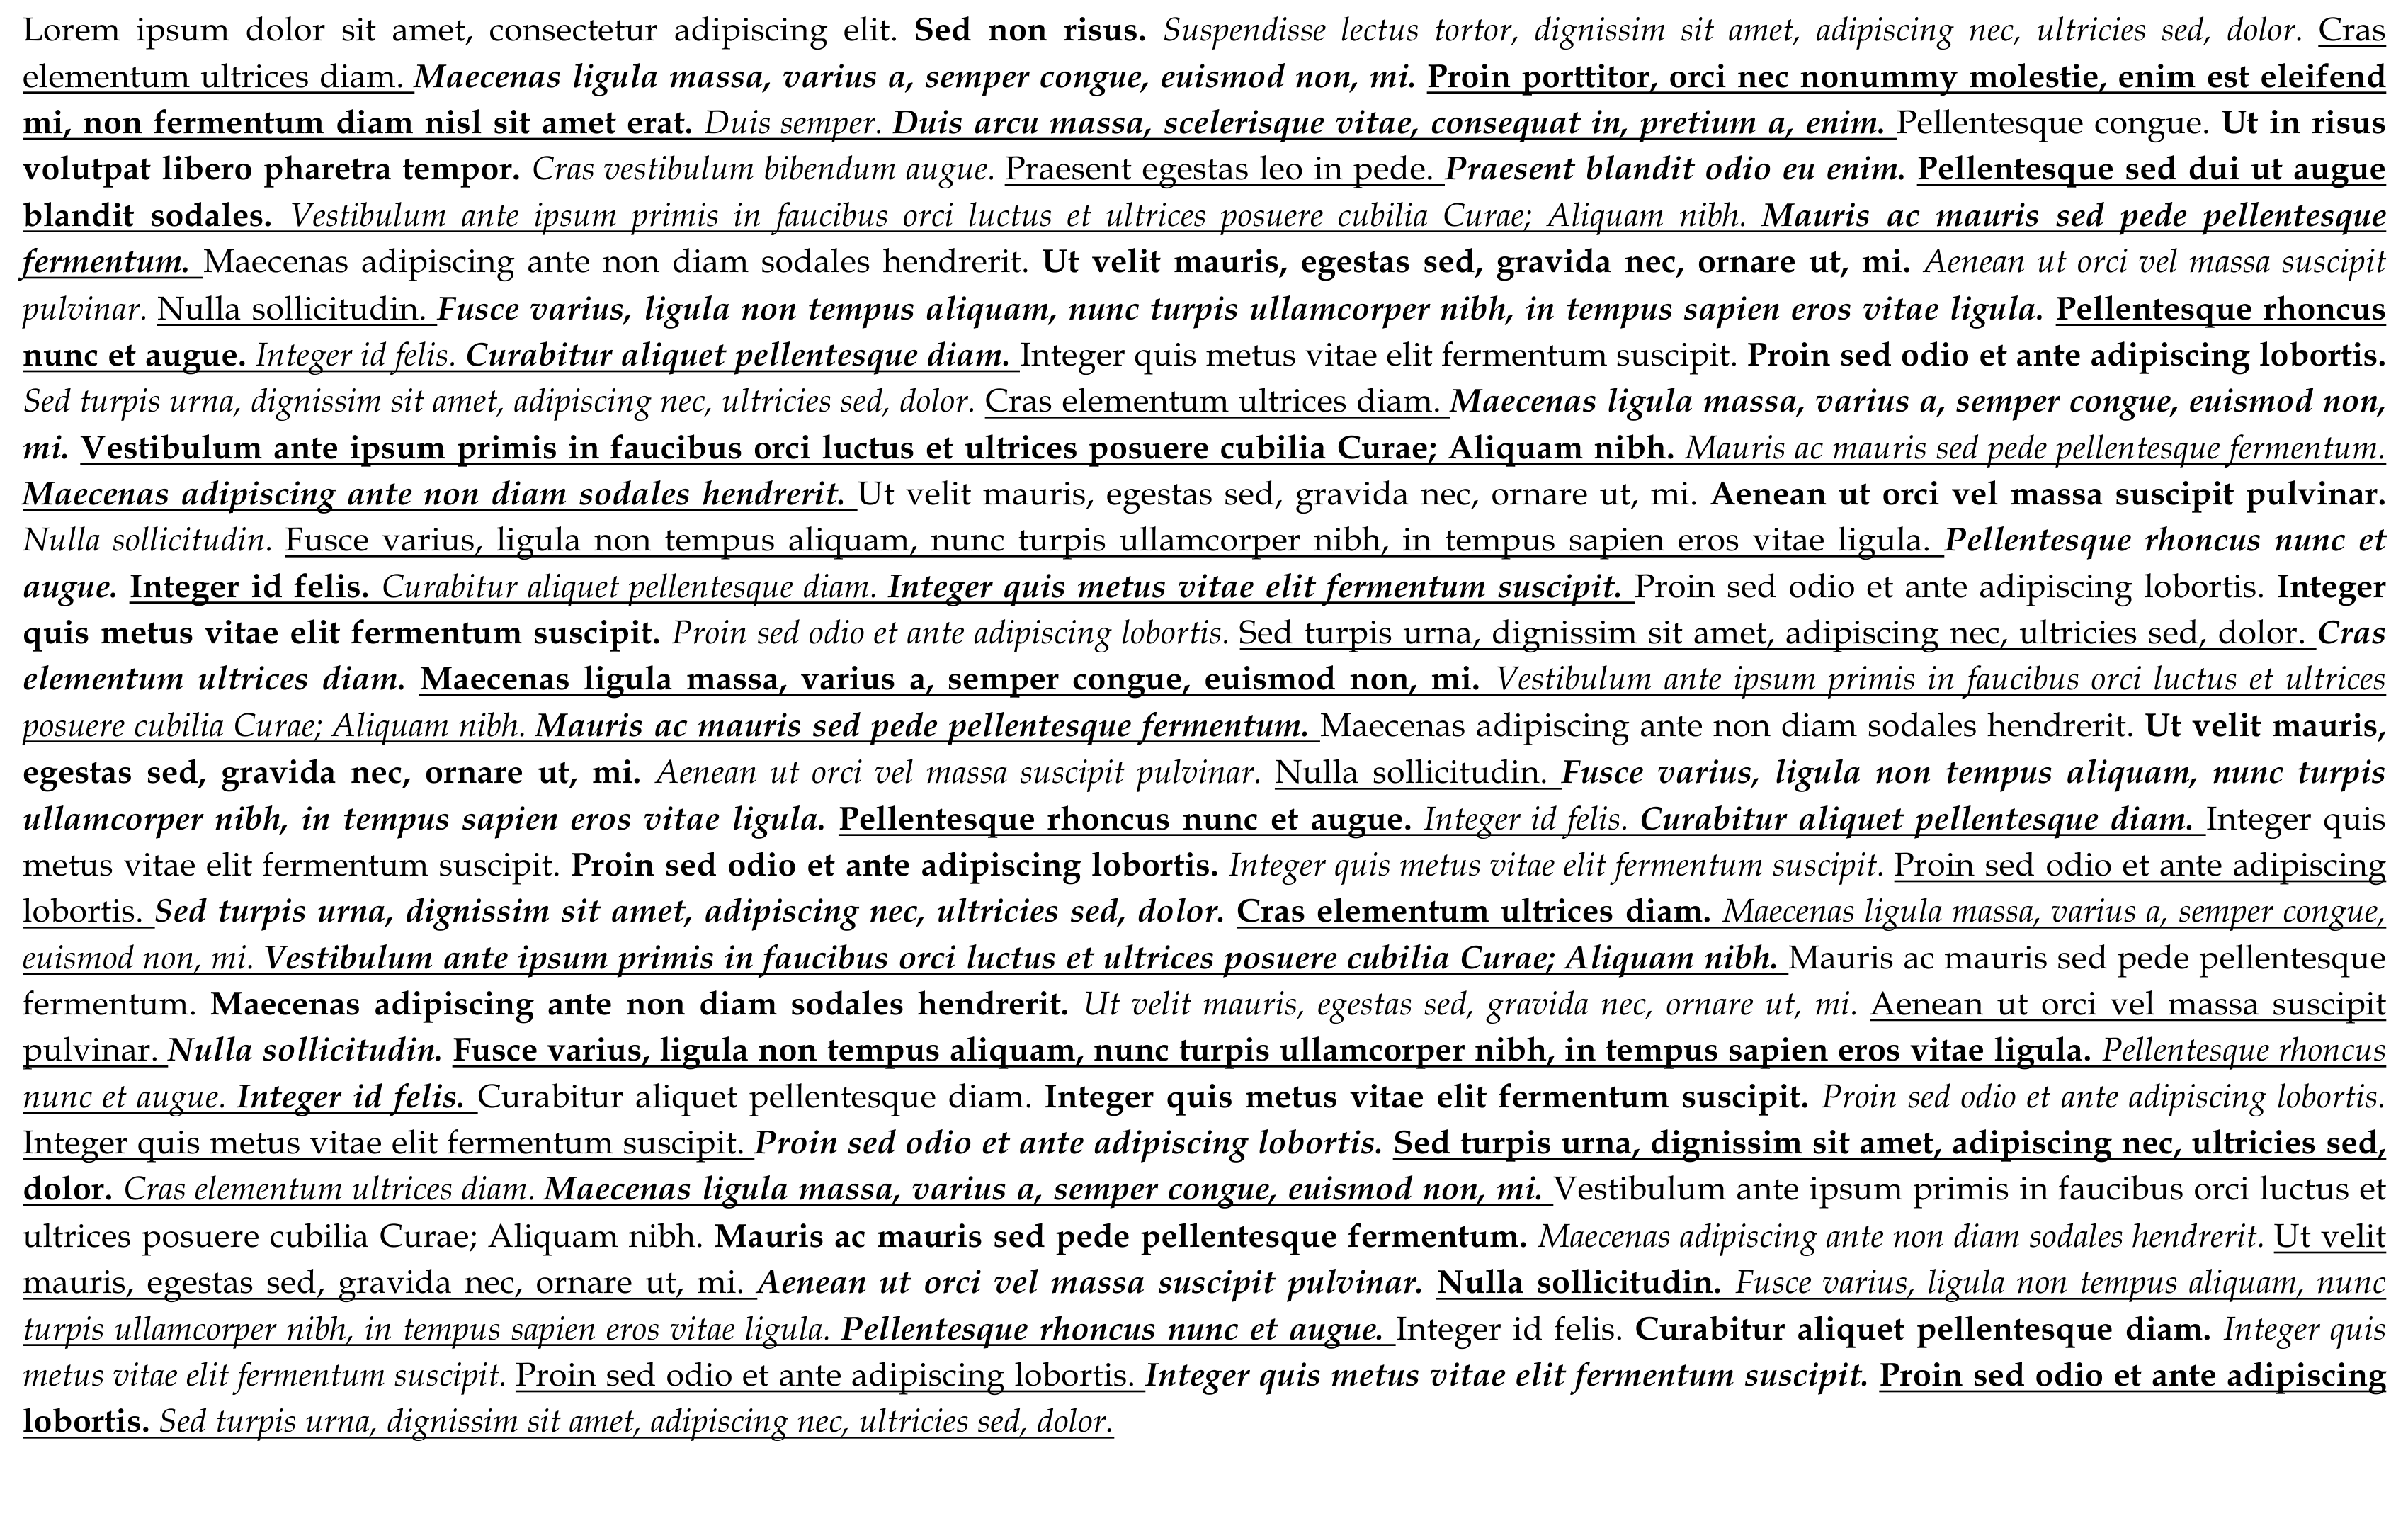 Lorem ipsum dolor sit amet, consectetur adipiscing elit. Sed non risus. Suspendisse lectus tortor, dignissim sit amet, adipiscing nec, ultricies sed, dolor. Cras
elementum ultrices diam. Maecenas ligula massa, varius a, semper congue, euismod non, mi. Proin porttitor, orci nec nonummy molestie, enim est eleifend
mi, non fermentum diam nisl sit amet erat. Duis semper. Duis arcu massa, scelerisque vitae, consequat in, pretium a, enim. Pellentesque congue. Ut in risus
volutpat libero pharetra tempor. Cras vestibulum bibendum augue. Praesent egestas leo in pede. Praesent blandit odio eu enim. Pellentesque sed dui ut augue
blandit sodales. Vestibulum ante ipsum primis in faucibus orci luctus et ultrices posuere cubilia Curae; Aliquam nibh. Mauris ac mauris sed pede pellentesque
fermentum. Maecenas adipiscing ante non diam sodales hendrerit. Ut velit mauris, egestas sed, gravida nec, ornare ut, mi. Aenean ut orci vel massa suscipit
pulvinar. Nulla sollicitudin. Fusce varius, ligula non tempus aliquam, nunc turpis ullamcorper nibh, in tempus sapien eros vitae ligula. Pellentesque rhoncus
nunc et augue. Integer id felis. Curabitur aliquet pellentesque diam. Integer quis metus vitae elit fermentum suscipit. Proin sed odio et ante adipiscing lobortis.
Sed turpis urna, dignissim sit amet, adipiscing nec, ultricies sed, dolor. Cras elementum ultrices diam. Maecenas ligula massa, varius a, semper congue, euismod non,
mi. Vestibulum ante ipsum primis in faucibus orci luctus et ultrices posuere cubilia Curae; Aliquam nibh. Mauris ac mauris sed pede pellentesque fermentum.
Maecenas adipiscing ante non diam sodales hendrerit. Ut velit mauris, egestas sed, gravida nec, ornare ut, mi. Aenean ut orci vel massa suscipit pulvinar.
Nulla sollicitudin. Fusce varius, ligula non tempus aliquam, nunc turpis ullamcorper nibh, in tempus sapien eros vitae ligula. Pellentesque rhoncus nunc et
augue. Integer id felis. Curabitur aliquet pellentesque diam. Integer quis metus vitae elit fermentum suscipit. Proin sed odio et ante adipiscing lobortis. Integer
quis metus vitae elit fermentum suscipit. Proin sed odio et ante adipiscing lobortis. Sed turpis urna, dignissim sit amet, adipiscing nec, ultricies sed, dolor. Cras
elementum ultrices diam. Maecenas ligula massa, varius a, semper congue, euismod non, mi. Vestibulum ante ipsum primis in faucibus orci luctus et ultrices
posuere cubilia Curae; Aliquam nibh. Mauris ac mauris sed pede pellentesque fermentum. Maecenas adipiscing ante non diam sodales hendrerit. Ut velit mauris,
egestas sed, gravida nec, ornare ut, mi. Aenean ut orci vel massa suscipit pulvinar. Nulla sollicitudin. Fusce varius, ligula non tempus aliquam, nunc turpis
ullamcorper nibh, in tempus sapien eros vitae ligula. Pellentesque rhoncus nunc et augue. Integer id felis. Curabitur aliquet pellentesque diam. Integer quis
metus vitae elit fermentum suscipit. Proin sed odio et ante adipiscing lobortis. Integer quis metus vitae elit fermentum suscipit. Proin sed odio et ante adipiscing
lobortis. Sed turpis urna, dignissim sit amet, adipiscing nec, ultricies sed, dolor. Cras elementum ultrices diam. Maecenas ligula massa, varius a, semper congue,
euismod non, mi. Vestibulum ante ipsum primis in faucibus orci luctus et ultrices posuere cubilia Curae; Aliquam nibh. Mauris ac mauris sed pede pellentesque
fermentum. Maecenas adipiscing ante non diam sodales hendrerit. Ut velit mauris, egestas sed, gravida nec, ornare ut, mi. Aenean ut orci vel massa suscipit
pulvinar. Nulla sollicitudin. Fusce varius, ligula non tempus aliquam, nunc turpis ullamcorper nibh, in tempus sapien eros vitae ligula. Pellentesque rhoncus
nunc et augue. Integer id felis. Curabitur aliquet pellentesque diam. Integer quis metus vitae elit fermentum suscipit. Proin sed odio et ante adipiscing lobortis.
Integer quis metus vitae elit fermentum suscipit. Proin sed odio et ante adipiscing lobortis. Sed turpis urna, dignissim sit amet, adipiscing nec, ultricies sed,
dolor. Cras elementum ultrices diam. Maecenas ligula massa, varius a, semper congue, euismod non, mi. Vestibulum ante ipsum primis in faucibus orci luctus et
ultrices posuere cubilia Curae; Aliquam nibh. Mauris ac mauris sed pede pellentesque fermentum. Maecenas adipiscing ante non diam sodales hendrerit. Ut velit
mauris, egestas sed, gravida nec, ornare ut, mi. Aenean ut orci vel massa suscipit pulvinar. Nulla sollicitudin. Fusce varius, ligula non tempus aliquam, nunc
turpis ullamcorper nibh, in tempus sapien eros vitae ligula. Pellentesque rhoncus nunc et augue. Integer id felis. Curabitur aliquet pellentesque diam. Integer quis
metus vitae elit fermentum suscipit. Proin sed odio et ante adipiscing lobortis. Integer quis metus vitae elit fermentum suscipit. Proin sed odio et ante adipiscing
lobortis. Sed turpis urna, dignissim sit amet, adipiscing nec, ultricies sed, dolor.